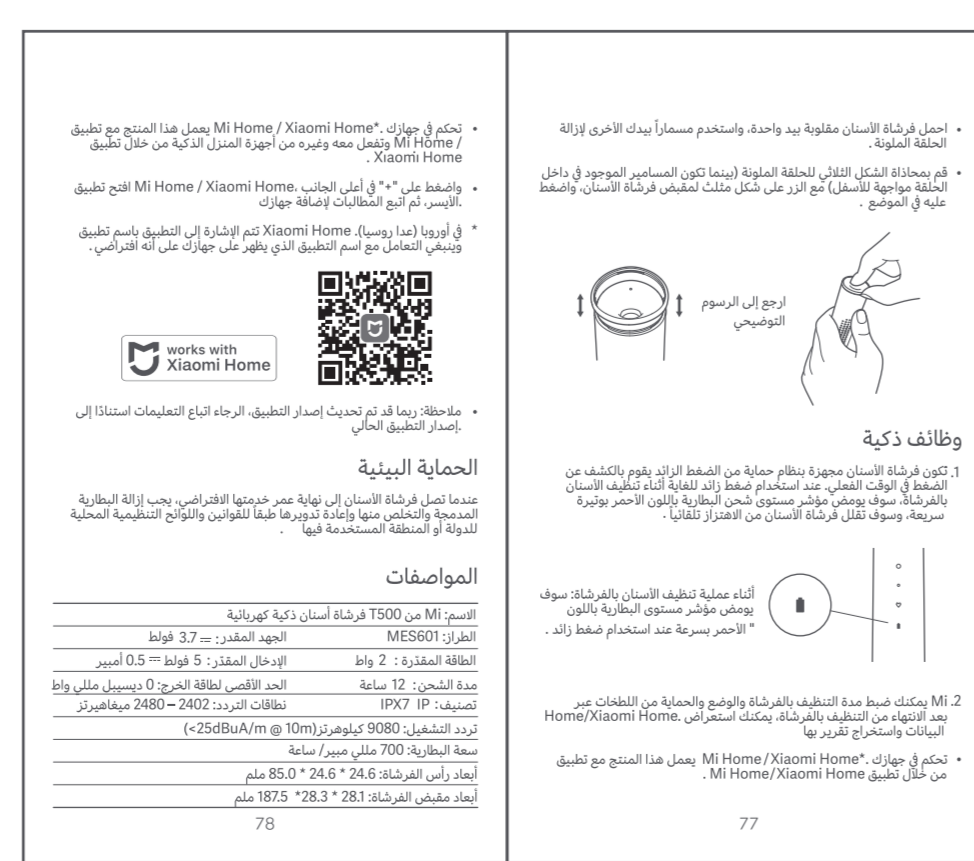 • احمل فرشاة الأسنان مقلوبة بيد واحدة، واستخدم مسماراً بيدك الأخرى لإزالة
الحلقة الملونة .
• قم بمحاذاة الشكل الثلاثي للحلقة الملونة (بينما تكون المسامير الموجود في داخل
الحلقة مواجهة للأسفل) مع الزر على شكل مثلث لمقبض فرشاة الأسنان، واضغط
عليه في الموضع .
ارجع إلى الرسوم
التوضيحي
وظائف ذكية
1. تكون فرشاة الأسنان مجهزة بنظام حماية من الضغط الزائد يقوم بالكشف عن
الضغط في الوقت الفعلي. عند استخدام ضغط زائد للغاية أثناء تنظيف الأسنان
بالفرشاة، سوف يومض مؤشر مستوى شحن البطارية باللون الأحمر بوتيرة
سريعة، وسوف تقلل فرشاة الأسنان من الاهتزاز تلقائياً .
أثناء عملية تنظيف الأسنان بالفرشاة: سوف
يومض مؤشر مستوى البطارية باللون
" الأحمر بسرعة عند استخدام ضغط زائد .
2. Mi يمكنك ضبط مدة التنظيف بالفرشاة والوضع والحماية من اللطخات عبر
بعد الانتهاء من التنظيف بالفرشاة، يمكنك استعراض .Home/Xiaomi Home
البيانات واستخراج تقرير بها
• تحكم في جهازك .*Mi Home / Xiaomi Home يعمل هذا المنتج مع تطبيق
من خلال تطبيق Mi Home/Xiaomi Home .
77
• تحكم في جهازك .*Mi Home / Xiaomi Home يعمل هذا المنتج مع تطبيق
Mi Home / وتفعل معه وغيره من أجهزة المنزل الذكية من خلال تطبيق
Xiaomi Home .
• واضغط على "+" في أعلى الجانب ،Mi Home / Xiaomi Home افتح تطبيق
.الأيسر، ثم اتبع المطالبات لإضافة جهازك
* في أوروبا (عدا روسيا). Xiaomi Home تتم الإشارة إلى التطبيق باسم تطبيق
وينبغي التعامل مع اسم التطبيق الذي يظهر على جهازك على أنه افتراضي .
works with
Xiaomi Home
• ملاحظة: ربما قد تم تحديث إصدار التطبيق، الرجاء اتباع التعليمات استنادًا إلى
.إصدار التطبيق الحالي
الحماية البيئية
عندما تصل فرشاة الأسنان إلى نهاية عمر خدمتها الافتراضي، يجب إزالة البطارية
المدمجة والتخلص منها وإعادة تدويرها طبقاً للقوانين واللوائح التنظيمية المحلية
للدولة أو المنطقة المستخدمة فيها .
المواصفات
الاسم: Mi من T500 فرشاة أسنان ذكية كهربائية
الطراز: MES601 الجهد المقدر: ⎓ 3.7 فولط
الطاقة المقدّرة : 2 واط الإدخال المقدّر : 5 فولط ⎓ 0.5 أمبير
مدة الشحن: 12 ساعة الحد الأقصى لطاقة الخرج: 0 ديسيبل مللي واط
تصنيف: IPX7 IP نطاقات التردد: 2402 – 2480 ميغاهيرتز
تردد التشغيل: 9080 كيلوهرتز(25dBuA/m @ 10m>)
سعة البطارية: 700 مللي مبير/ ساعة
أبعاد رأس الفرشاة: 24.6 * 24.6 * 85.0 ملم
أبعاد مقبض الفرشاة: 28.1 * 28.3* 187.5 ملم
78